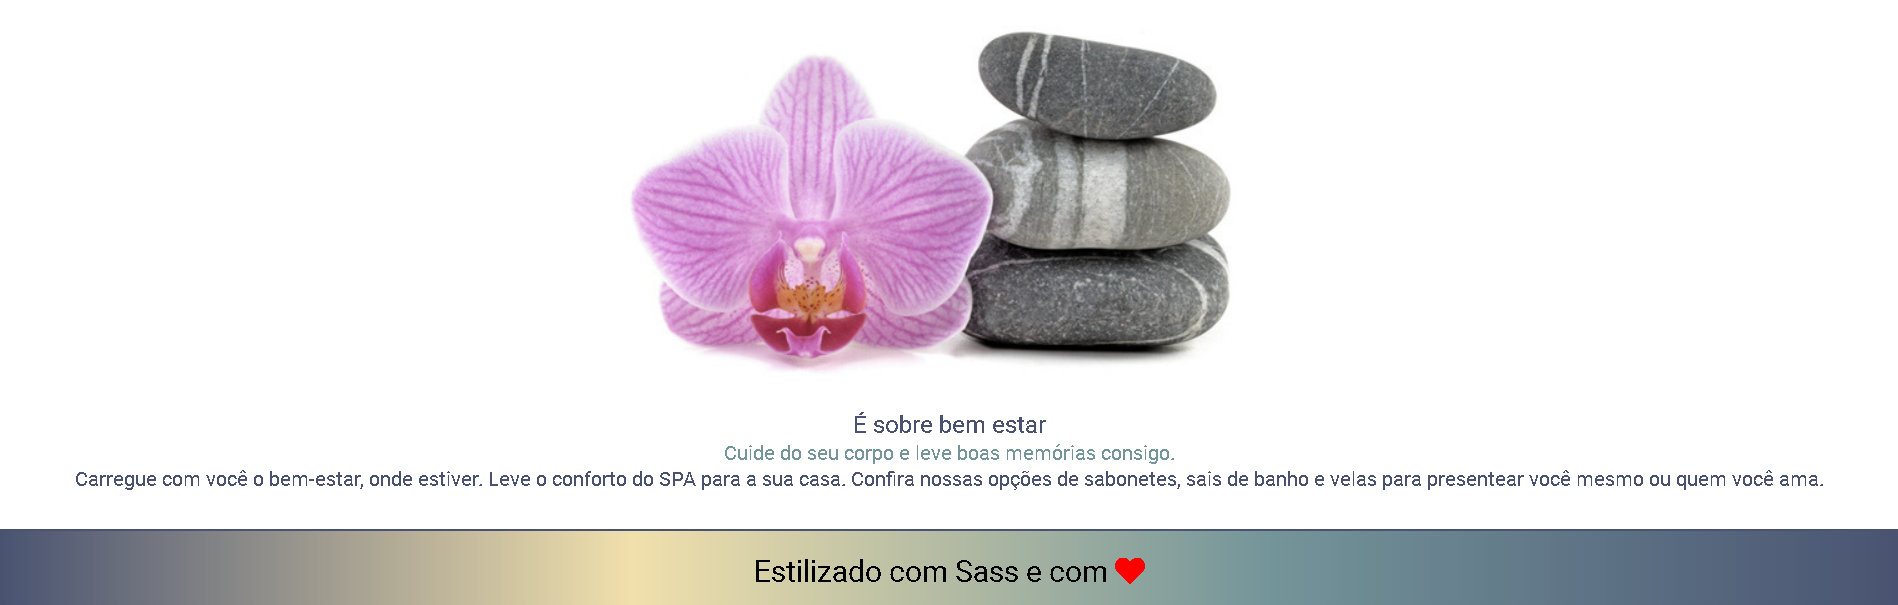 É sobre bem estar
Cuide do seu corpo e leve boas memórias consigo.
Carregue com você o bem-estar, onde estiver. Leve o conforto do SPA para a sua casa. Confira nossas opções de sabonetes, sais de banho e velas para presentear você mesmo ou quem você ama.
Estilizado com Sass e com ❤